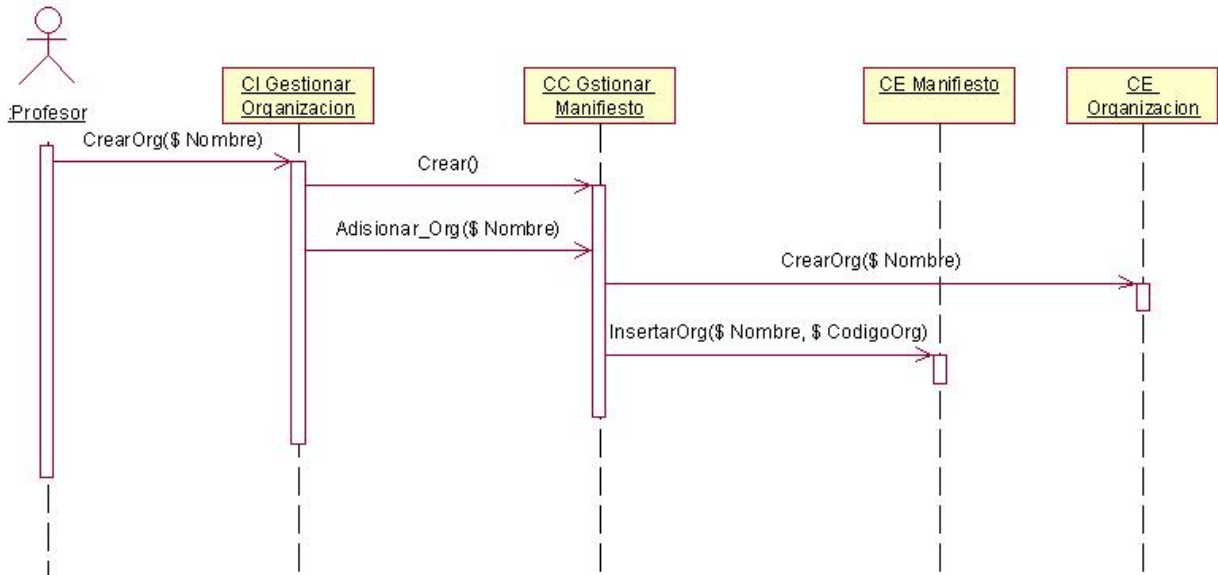 :Profesor
CI Gestionar
Organizacion
CC Gstionar
Manifiesto
CE Manifiesto
CE
Organizacion
CrearOrg($ Nombre)
Crear()
Adisionar_Org($ Nombre)
CrearOrg($ Nombre)
InsertarOrg($ Nombre, $ CodigoOrg)